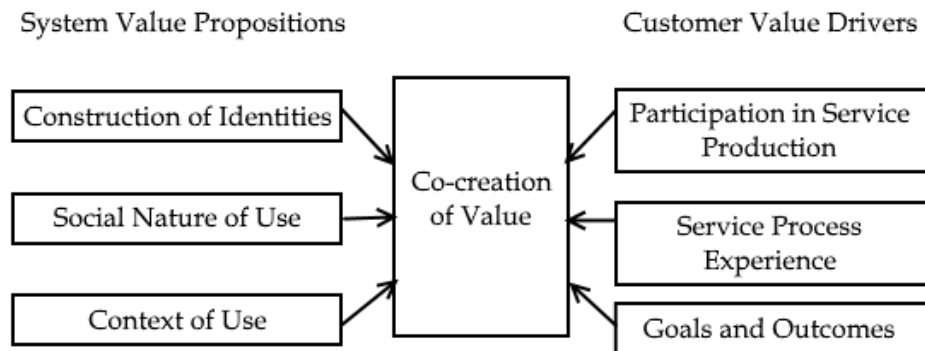 System Value Propositions
Customer Value Drivers
Construction of Identities
Social Nature of Use
Context of Use
Co-creation
of Value
Participation in Service
Production
Service Process
Experience
Goals and Outcomes